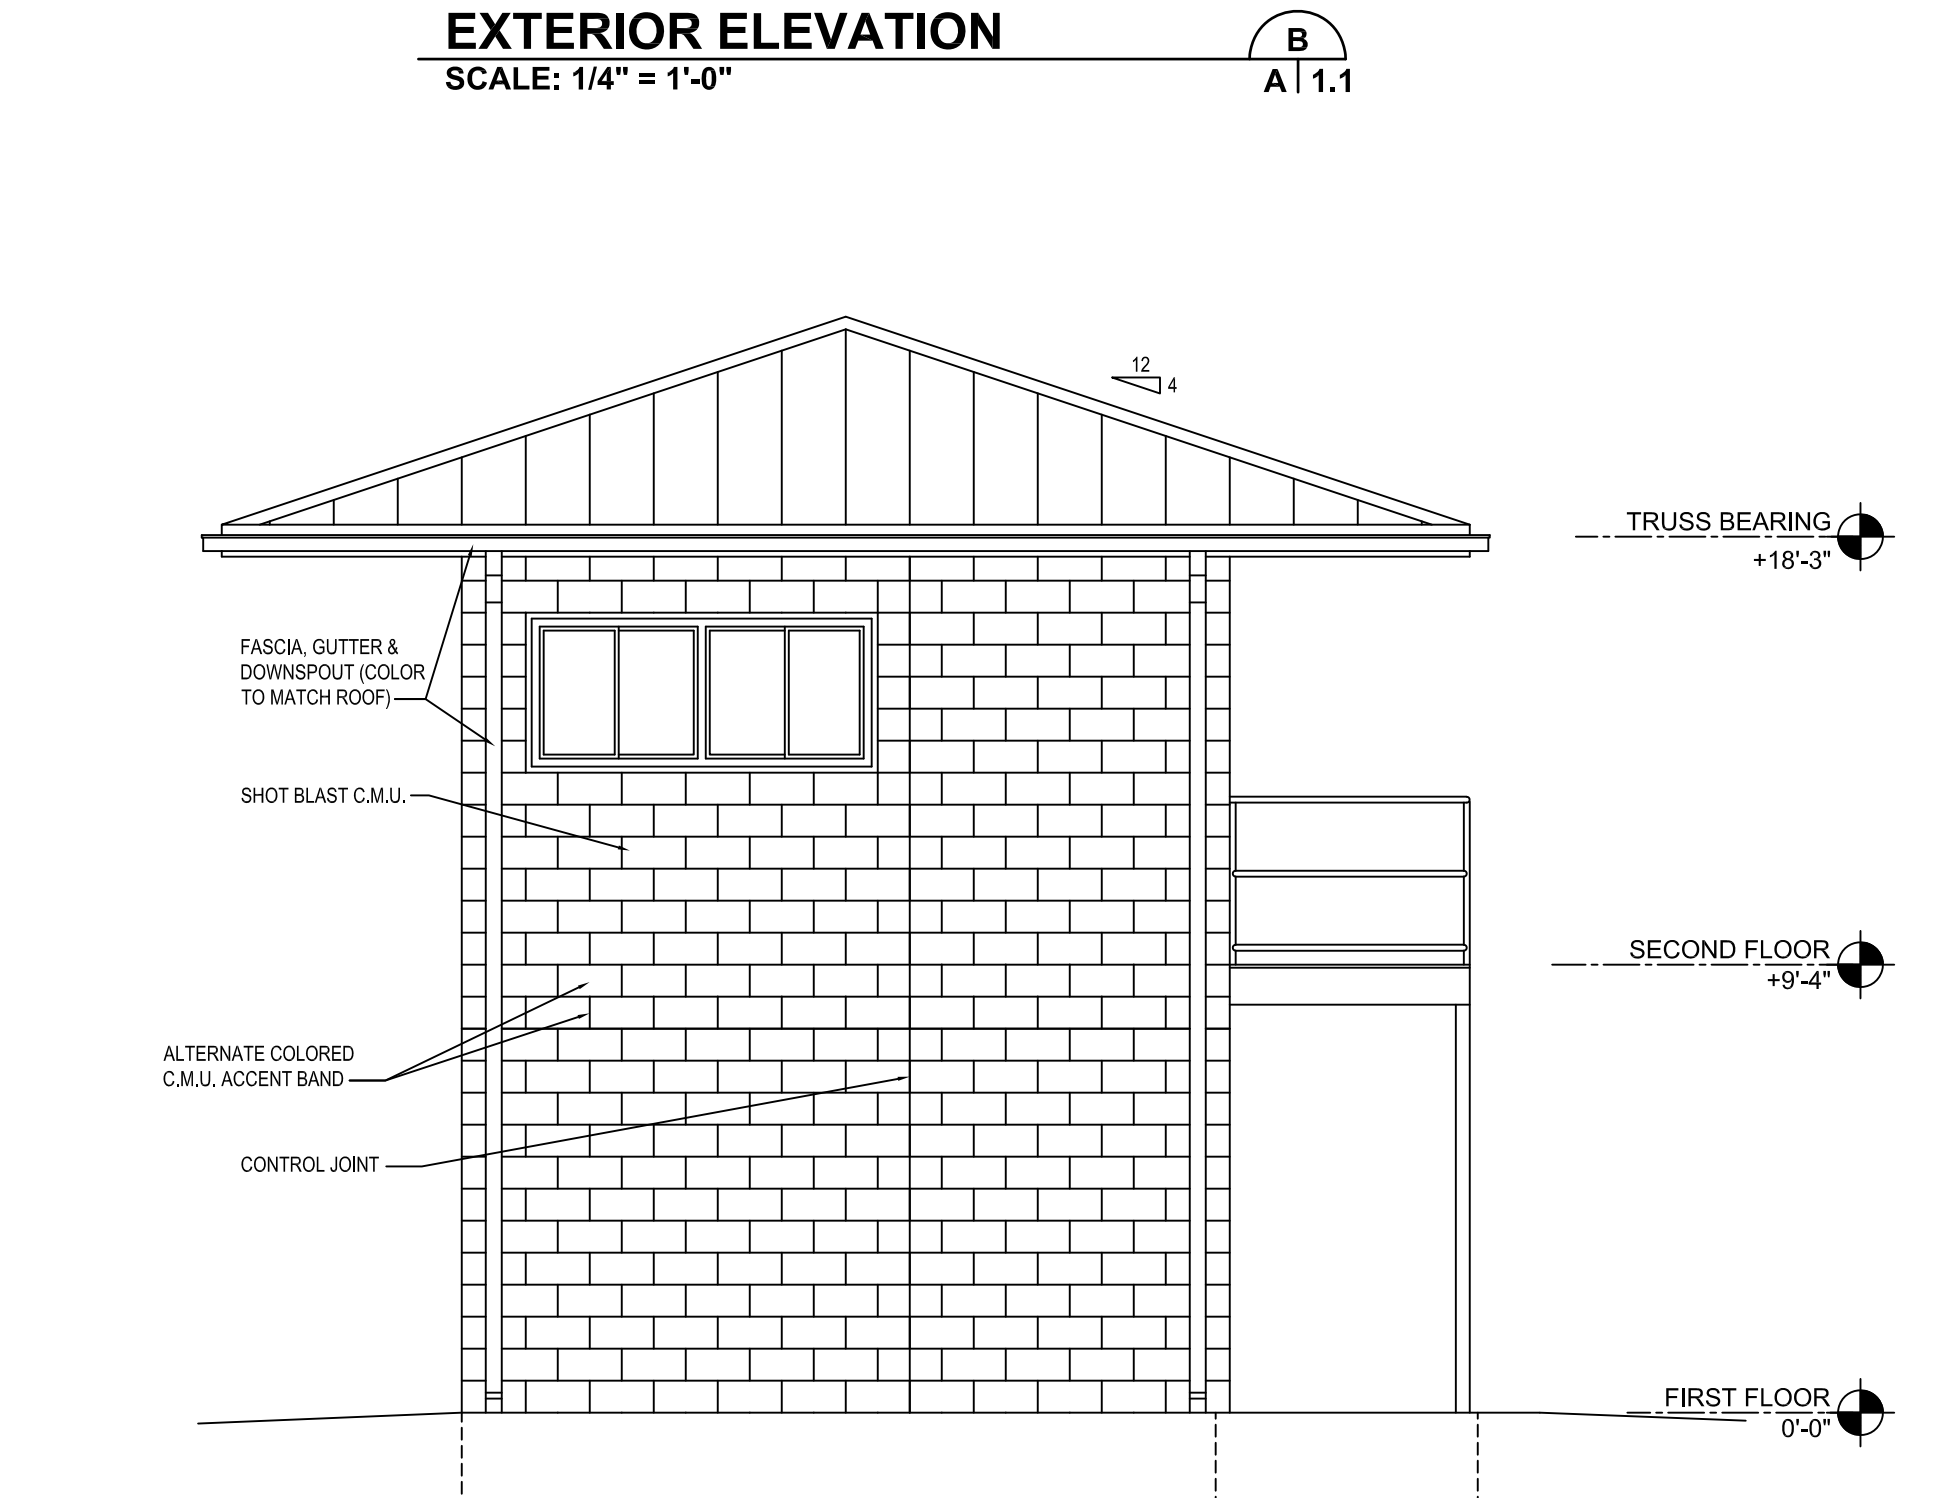 EXTERIOR ELEVATION
SCALE: 1/4" = 1'-0"
B
A 1.1
12
4
TRUSS BEARING
+18'-3"
FASCIA, GUTTER &
DOWNSPOUT (COLOR
TO MATCH ROOF)
SHOT BLAST C.M.U.
SECOND FLOOR
+9'-4"
ALTERNATE COLORED
C.M.U. ACCENT BAND
CONTROL JOINT
FIRST FLOOR
0'-0"